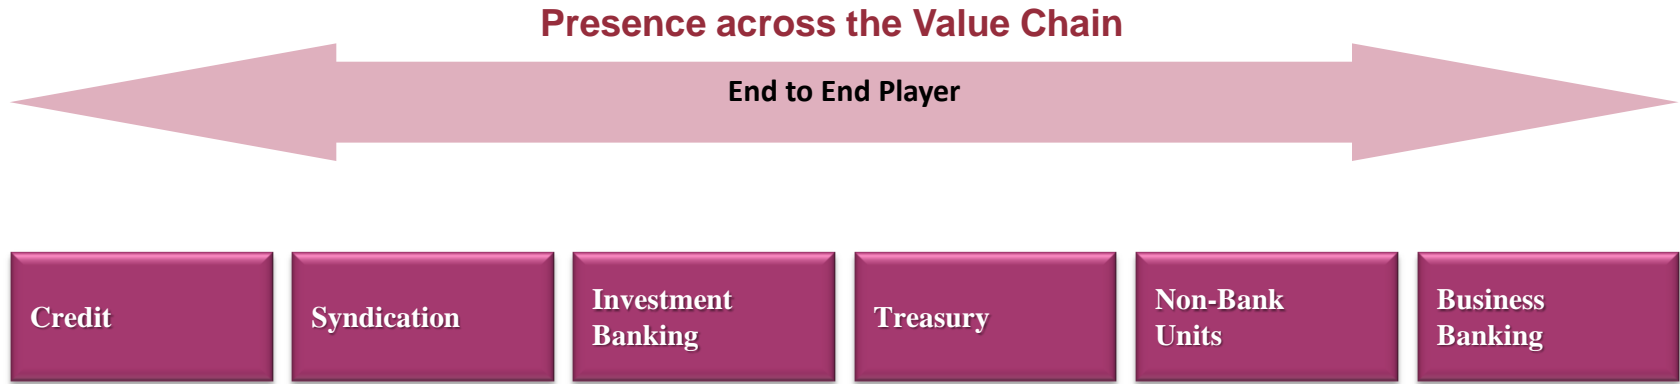 Presence across the Value Chain
End to End Player
Credit
Syndication
Investment
Banking
Treasury
Non-Bank
Units
Business
Banking